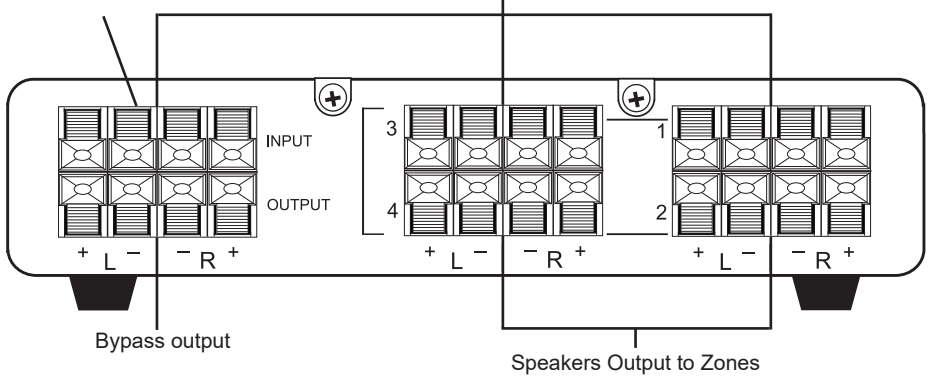 INPUT
3
1
OUTPUT
4
2
+ L − − R +
+ L − − R +
+ L − − R +
Bypass output
Speakers Output to Zones